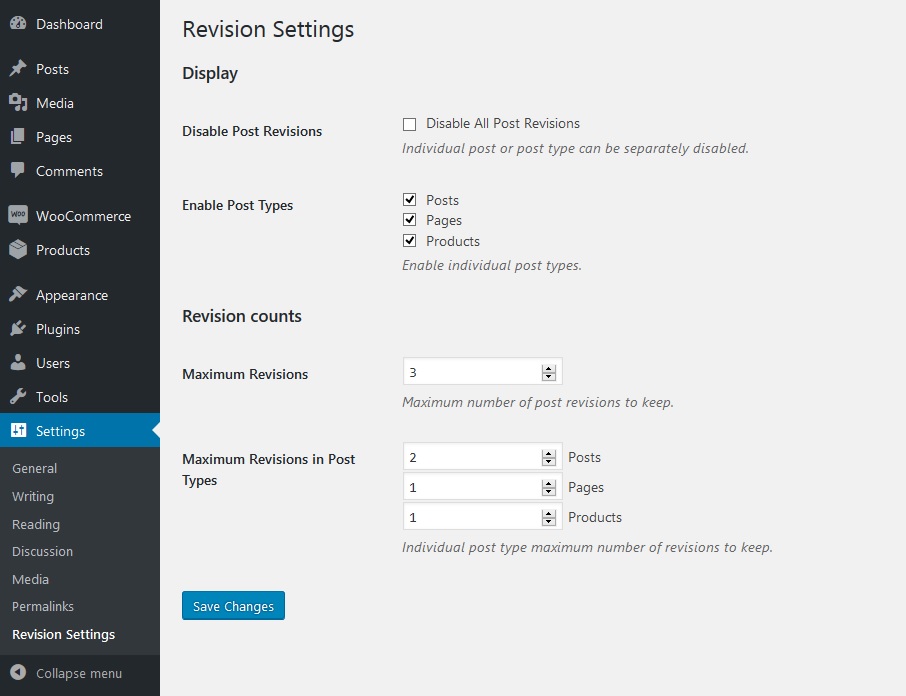 Dashboard
Posts
Media
Pages
Comments
Woo WooCommerce
Products
Appearance
Plugins
Users
Tools
Settings
General
Writing
Reading
Discussion
Media
Permalinks
Revision Settings
Collapse menu
Revision Settings
Display
Disable Post Revisions
Disable All Post Revisions
Individual post or post type can be separately disabled.
Enable Post Types
Posts
Pages
Products
Enable individual post types.
Revision counts
Maximum Revisions
3
Maximum number of post revisions to keep.
Maximum Revisions in Post
Types
2 Posts
1 Pages
1 Products
Individual post type maximum number of revisions to keep.
Save Changes